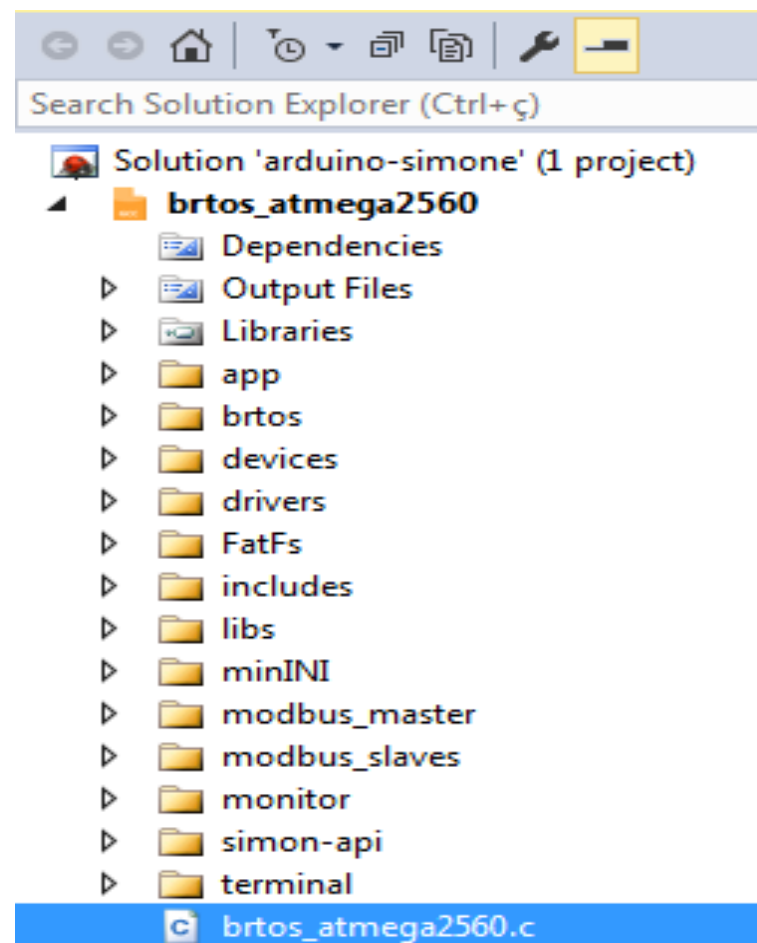 Search Solution Explorer (Ctrl+ç)
Solution 'arduino-simone' (1 project)
brtos_atmega2560
Dependencies
Output Files
Libraries
app
brtos
devices
drivers
FatFs
includes
libs
minINI
modbus_master
modbus_slaves
monitor
simon-api
terminal
brtos_atmega2560.c